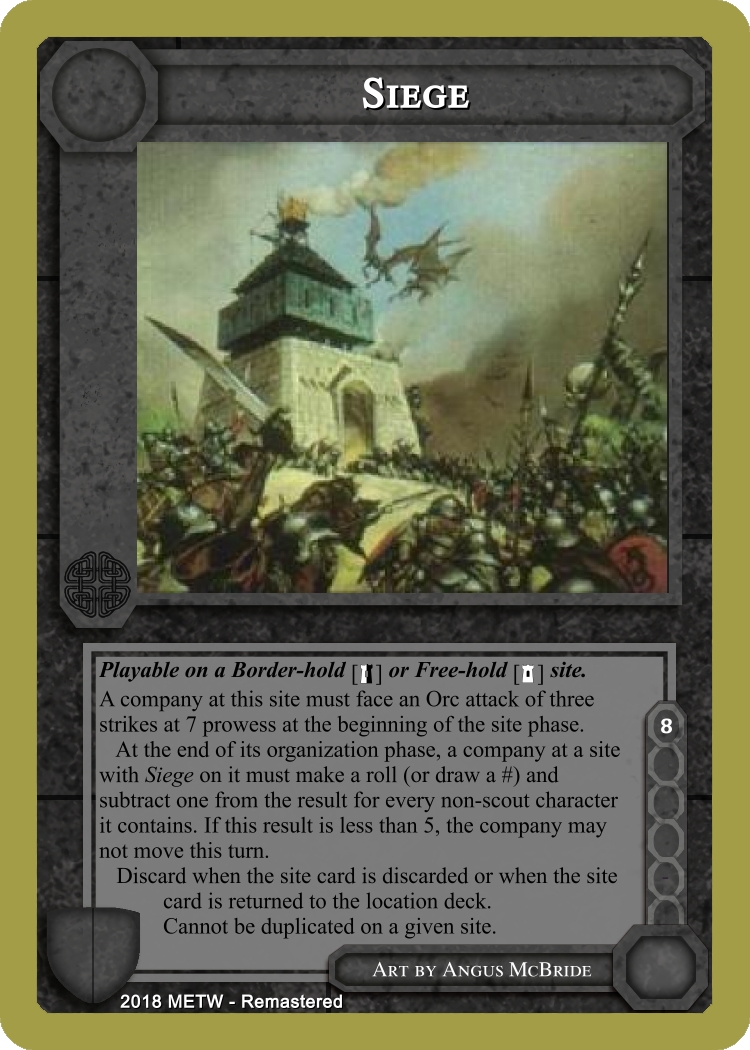 Siege
Playable on a Border-hold [ ] or Free-hold [ ] site.
A company at this site must face an Orc attack of three
strikes at 7 prowess at the beginning of the site phase.
At the end of its organization phase, a company at a site
with Siege on it must make a roll (or draw a #) and
subtract one from the result for every non-scout character
it contains. If this result is less than 5, the company may
not move this turn.
Discard when the site card is discarded or when the site
card is returned to the location deck.
Cannot be duplicated on a given site.
8
Art by Angus McBride
2018 METW - Remastered